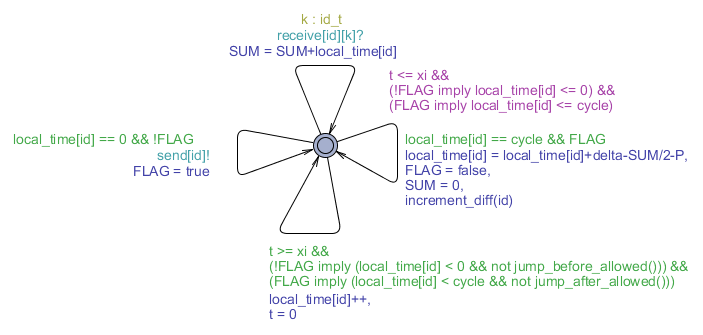 k : id_t
receive[id][k]?
SUM = SUM+local_time[id]
t <= xi &&
(!FLAG imply local_time[id] <= 0) &&
(FLAG imply local_time[id] <= cycle)
local_time[id] == 0 && !FLAG
send[id]!
FLAG = true
local_time[id] == cycle && FLAG
local_time[id] = local_time[id]+delta-SUM/2-P,
FLAG = false,
SUM = 0,
increment_diff(id)
t >= xi &&
(!FLAG imply (local_time[id] < 0 && not jump_before_allowed())) &&
(FLAG imply (local_time[id] < cycle && not jump_after_allowed()))
local_time[id]++,
t = 0